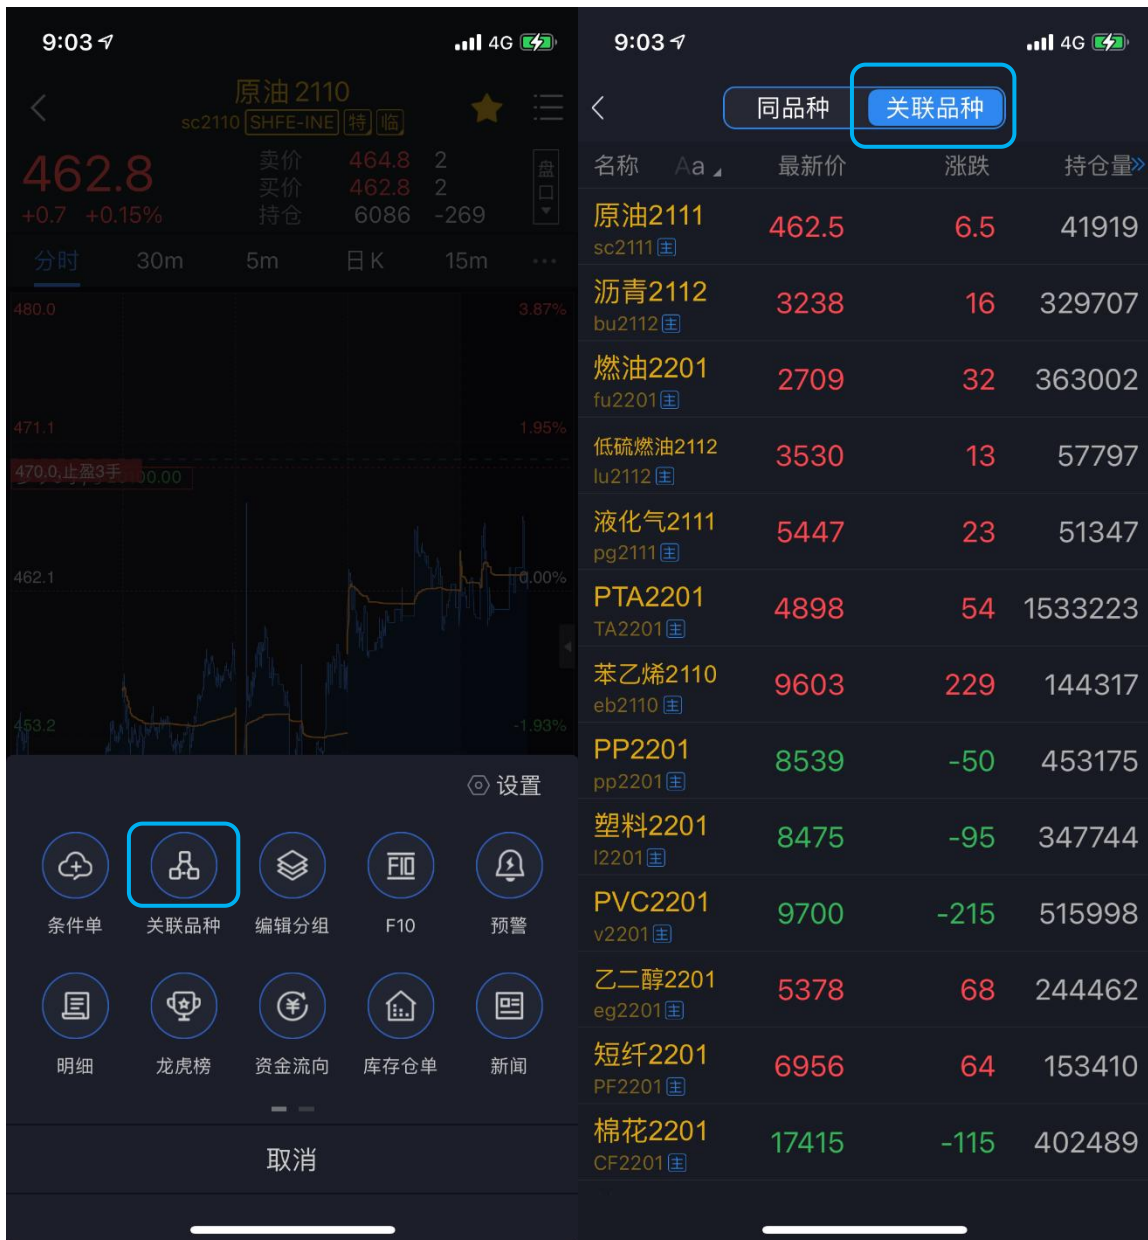 9:03
4G
原油 2110
sc2110 SHFE-INE 特 临
462.8
+0.7 +0.15%
卖价 464.8 2
买价 462.8 2
持仓 6086 -269
盘口
分时 30m 5m 日K 15m ...
480.0 3.87%
471.1 1.95%
470.0,止盈3手
00.00
462.1 0.00%
453.2 -1.93%
设置
条件单 关联品种 编辑分组 F10 预警
明细 龙虎榜 资金流向 库存仓单 新闻
取消
9:03
4G
同品种 关联品种
名称 Aa 最新价 涨跌 持仓量
原油2111 462.5 6.5 41919
sc2111 主
沥青2112 3238 16 329707
bu2112 主
燃油2201 2709 32 363002
fu2201 主
低硫燃油2112 3530 13 57797
lu2112 主
液化气2111 5447 23 51347
pg2111 主
PTA2201 4898 54 1533223
TA2201 主
苯乙烯2110 9603 229 144317
eb2110 主
PP2201 8539 -50 453175
pp2201 主
塑料2201 8475 -95 347744
l2201 主
PVC2201 9700 -215 515998
v2201 主
乙二醇2201 5378 68 244462
eg2201 主
短纤2201 6956 64 153410
PF2201 主
棉花2201 17415 -115 402489
CF2201 主